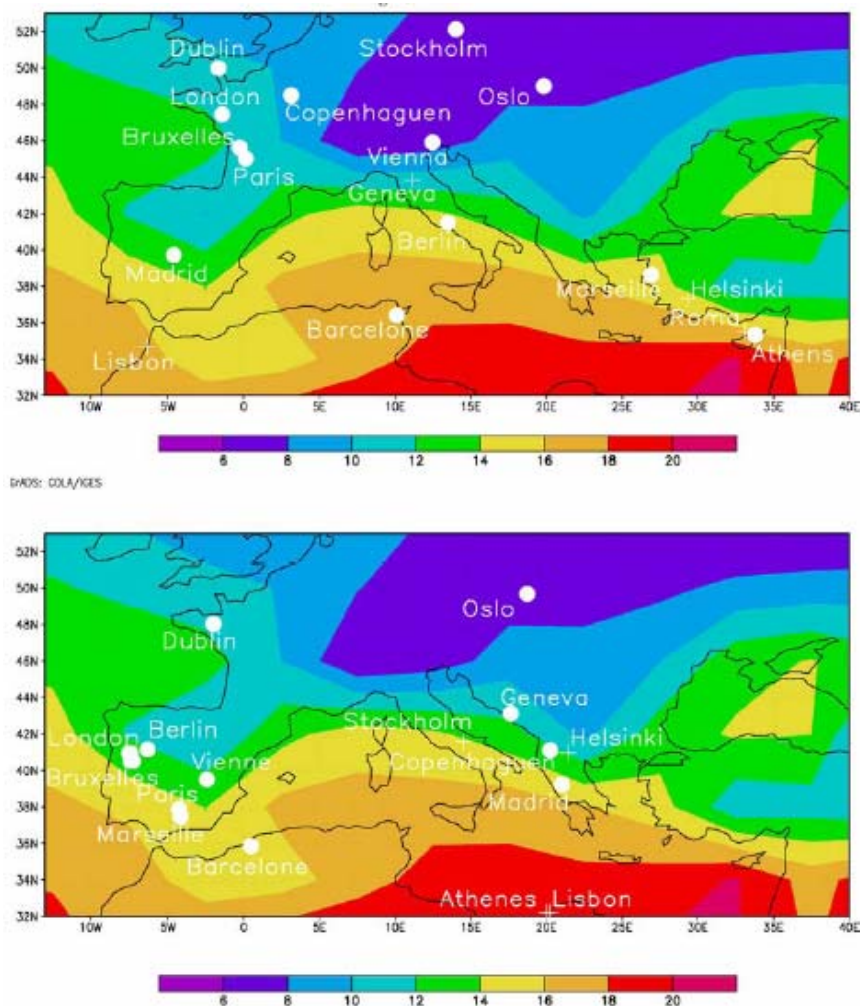 52N
50N
48N
46N
44N
42N
40N
38N
36N
34N
32N
Dublin
Stockholm
London
Oslo
Copenhaguen
Bruxelles
Vienna
Paris
Geneva
Berlin
Madrid
Marseille
Helsinki
Barcelone
Roma
Lisbon
Athens
10W 5W 0 5E 10E 15E 20E 25E 30E 35E 40E
6 8 10 12 14 16 18 20
GrADS: COLA/IGES
52N
50N
48N
46N
44N
42N
40N
38N
36N
34N
32N
Oslo
Dublin
Geneva
Stockholm
London
Berlin
Helsinki
Bruxelles
Vienne
Copenhaguen
Paris
Madrid
Marseille
Barcelone
Athenes Lisbon
10W 5W 0 5E 10E 15E 20E 25E 30E 35E 40E
6 8 10 12 14 16 18 20